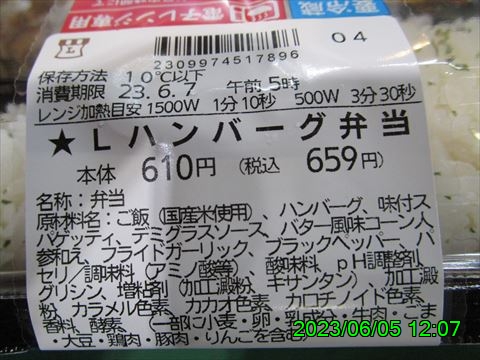 電子レンジ専用
要冷蔵
2309974517896
04
保存方法 10℃以下
消費期限 23.6.7 午前 5時
レンジ加熱目安 1500W 1分10秒 500W 3分30秒
★Lハンバーグ弁当
本体 610円 (税込 659円)
名称:弁当
原材料名:ご飯(国産米使用)、ハンバーグ、味付ス
パゲッティ、デミグラスソース、バター風味コーン人
参和え、フライドガーリック、ブラックペッパー、パ
セリ/調味料(アミノ酸等)、酸味料、pH調整剤、
グリシン、増粘剤(加工澱粉、キサンタン)、加工澱
粉、カラメル色素、カカオ色素、カロチノイド色素、
香料、酵素、(一部に小麦・卵・乳成分・牛肉・ごま
・大豆・鶏肉・豚肉・りんごを含む)
2023/06/05 12:07